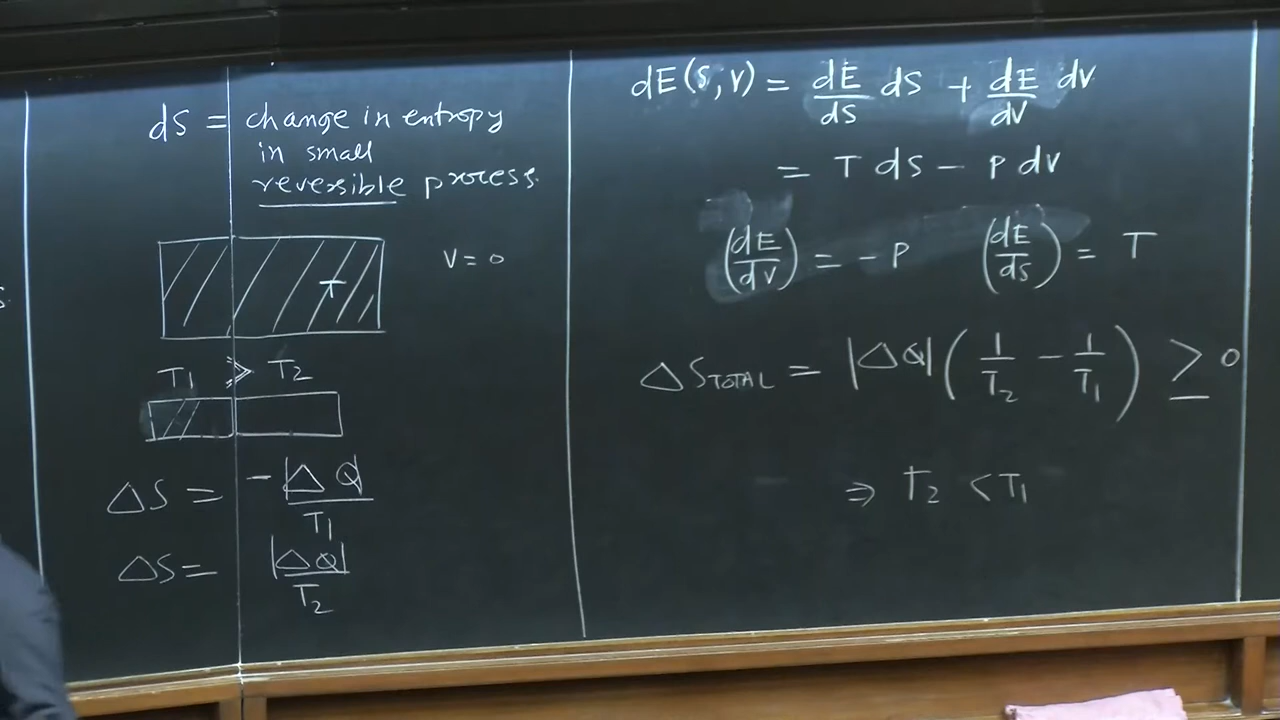 dS = change in entropy
in small
reversible process.
V = 0
T
T₁ > T₂
ΔS = -|ΔQ|/T₁
ΔS = |ΔQ|/T₂
dE(S,V) = dE/dS dS + dE/dV dV
= T dS - P dV
(dE/dV) = -P (dE/dS) = T
ΔS_TOTAL = |ΔQ| (1/T₂ - 1/T₁) ≥ 0
⇒ T₂ < T₁